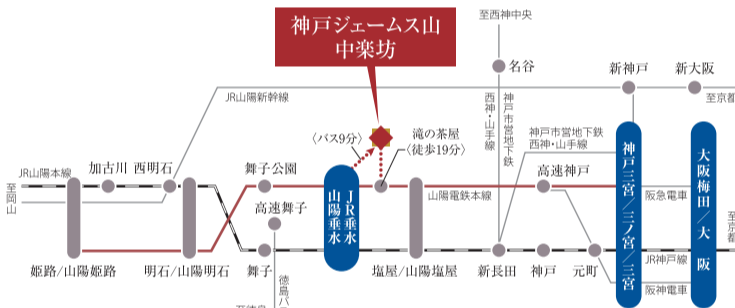 神戸ジェームス山
中楽坊
至西神中央
名谷
神戸市営地下鉄
西神・山手線
新神戸
新大阪
至京都
JR山陽新幹線
〈バス9分〉
滝の茶屋
〈徒歩19分〉
神戸市営地下鉄
西神・山手線
JR山陽本線
加古川
西明石
舞子公園
高速舞子
JR垂水
山陽垂水
山陽電鉄本線
高速神戸
神戸三宮/三ノ宮/三宮
阪急電車
大阪梅田/大阪
至岡山
至京都
姫路/山陽姫路
明石/山陽明石
舞子
塩屋/山陽塩屋
新長田
神戸
元町
JR神戸線
阪神電車